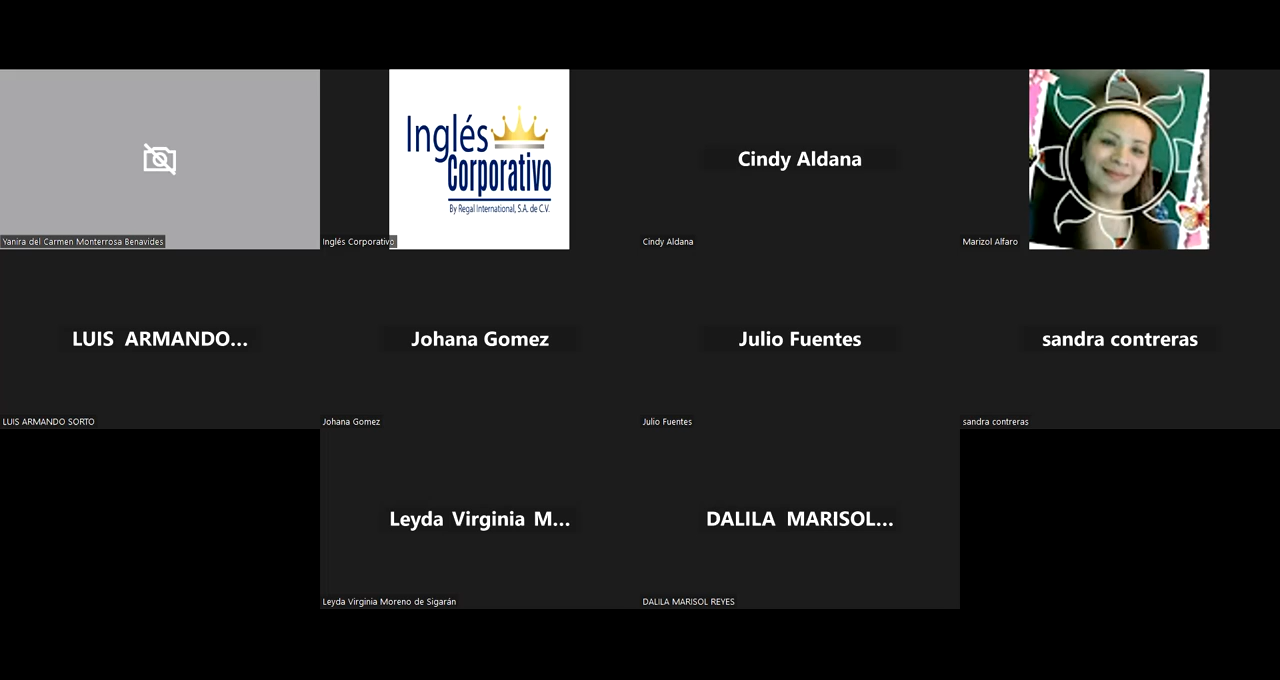 Yanira del Carmen Monterrosa Benavides
Inglés
Corporativo
By Regal International, S.A. de C.V.
Inglés Corporativo
Cindy Aldana
Cindy Aldana
Marizol Alfaro
LUIS ARMANDO...
LUIS ARMANDO SORTO
Johana Gomez
Johana Gomez
Julio Fuentes
Julio Fuentes
sandra contreras
sandra contreras
Leyda Virginia M...
Leyda Virginia Moreno de Sigarán
DALILA MARISOL...
DALILA MARISOL REYES